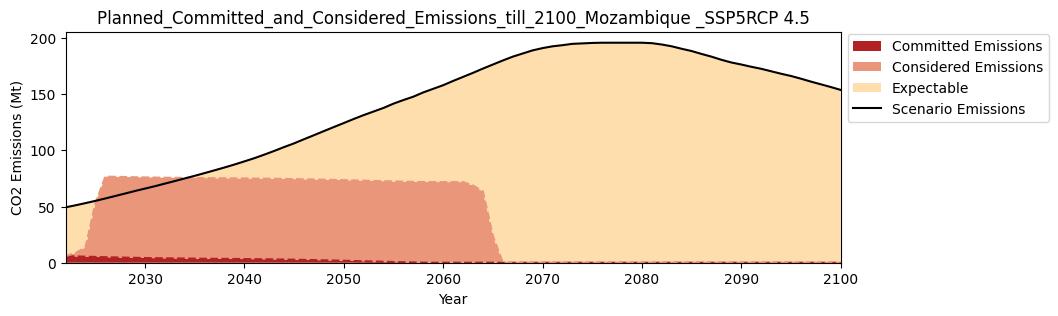 Planned_Committed_and_Considered_Emissions_till_2100_Mozambique _SSP5RCP 4.5
200
150
100
50
0
CO2 Emissions (Mt)
2030
2040
2050
2060
2070
2080
2090
2100
Year
Committed Emissions
Considered Emissions
Expectable
Scenario Emissions